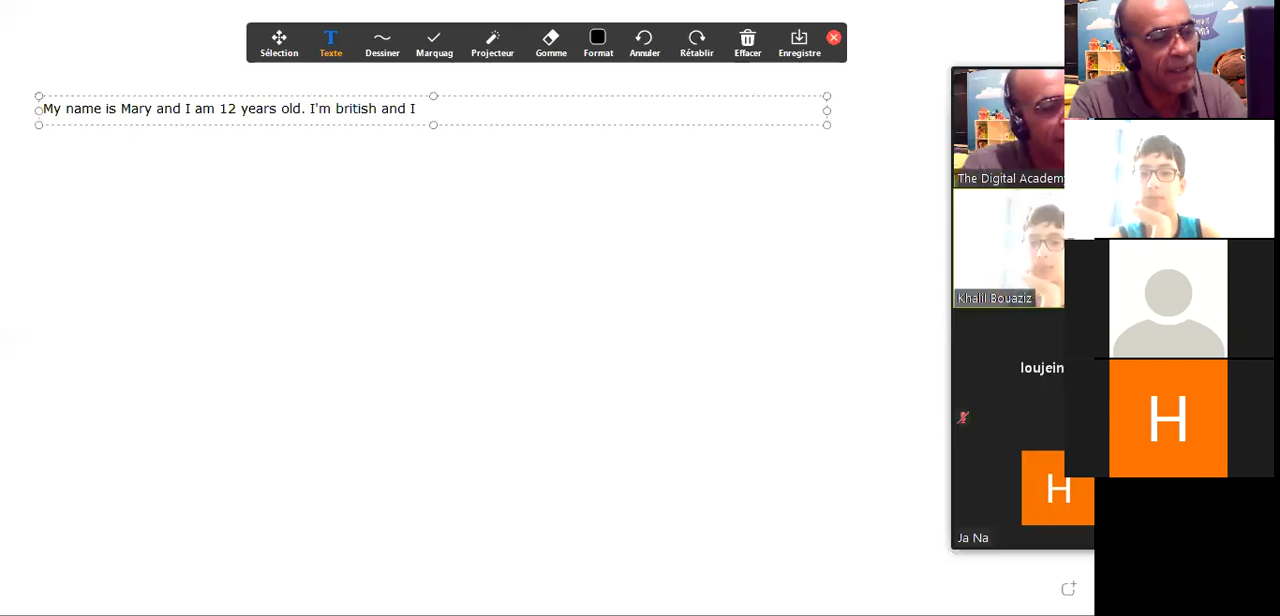 Sélection Texte Dessiner Marquag Projecteur Gomme Format Annuler Rétablir Effacer Enregistre
My name is Mary and I am 12 years old. I'm british and I
The Digital Academ
Khalil Bouaziz
loujein
H
H
Ja Na